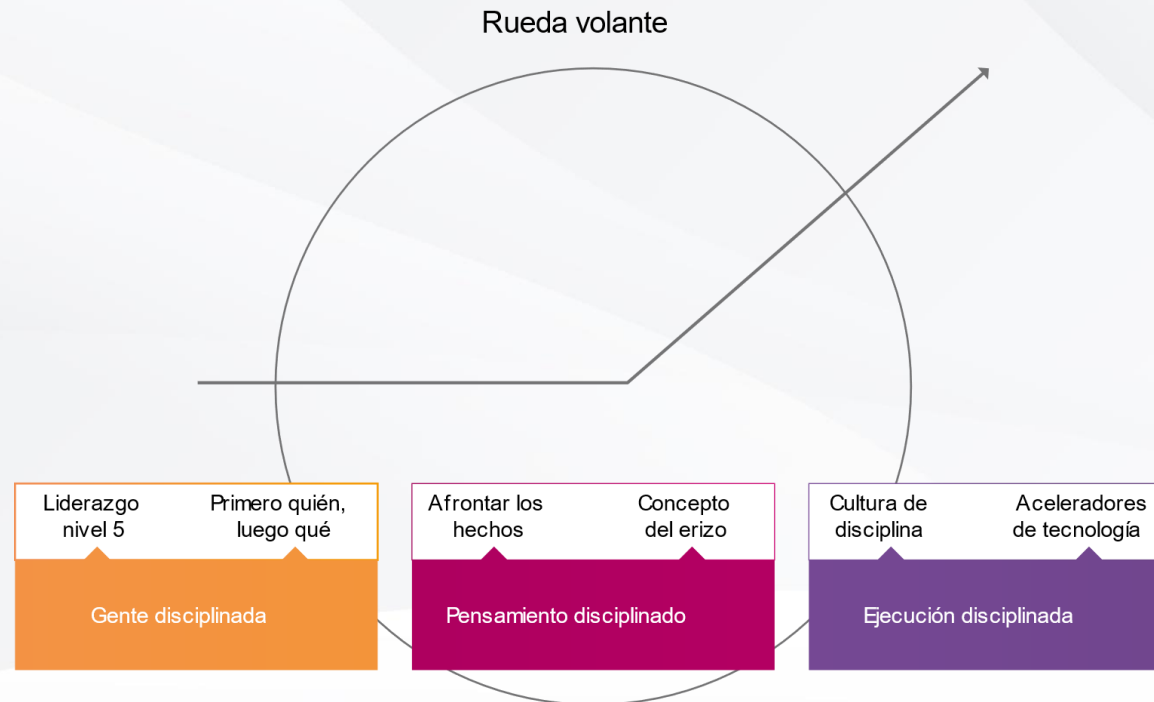 Rueda volante
Liderazgo
nivel 5
Primero quién,
luego qué
Afrontar los
hechos
Concepto
del erizo
Cultura de
disciplina
Aceleradores
de tecnología
Gente disciplinada
Pensamiento disciplinado
Ejecución disciplinada